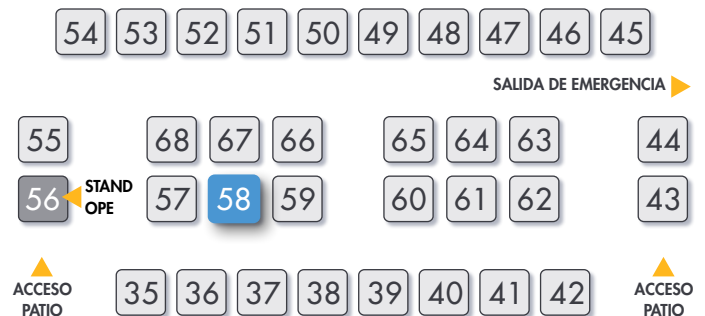 54 53 52 51 50 49 48 47 46 45
SALIDA DE EMERGENCIA
55 68 67 66 65 64 63 44
56 STAND OPE 57 58 59 60 61 62 43
ACCESO PATIO 35 36 37 38 39 40 41 42 ACCESO PATIO